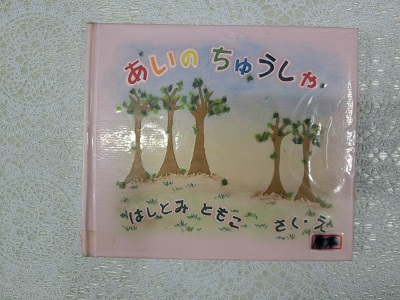 あいの ちゅうしゃ
はしとみ ともこ さく・え